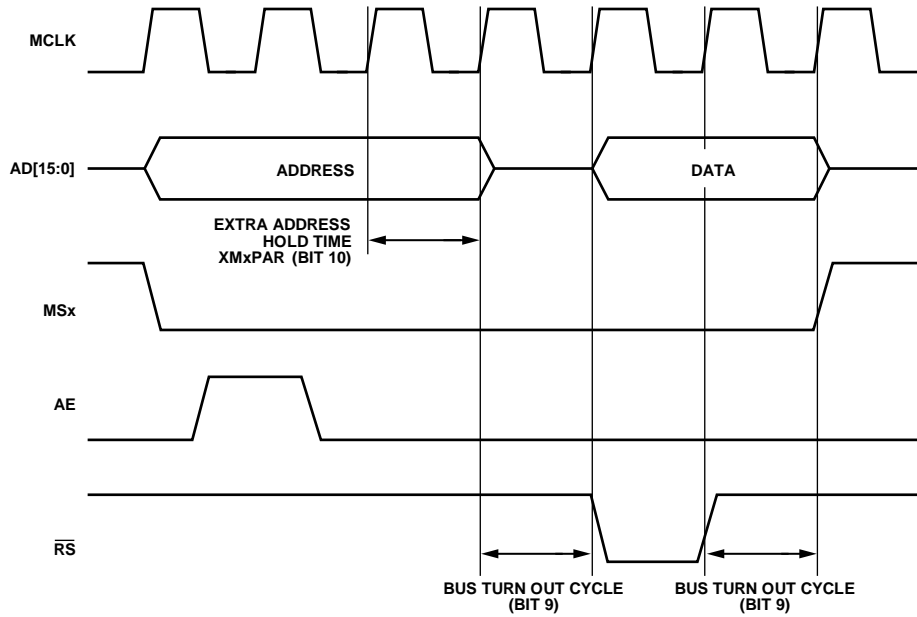 MCLK
AD[15:0]
ADDRESS
DATA
EXTRA ADDRESS
HOLD TIME
XMxPAR (BIT 10)
MSx
AE
RS
BUS TURN OUT CYCLE
(BIT 9)
BUS TURN OUT CYCLE
(BIT 9)